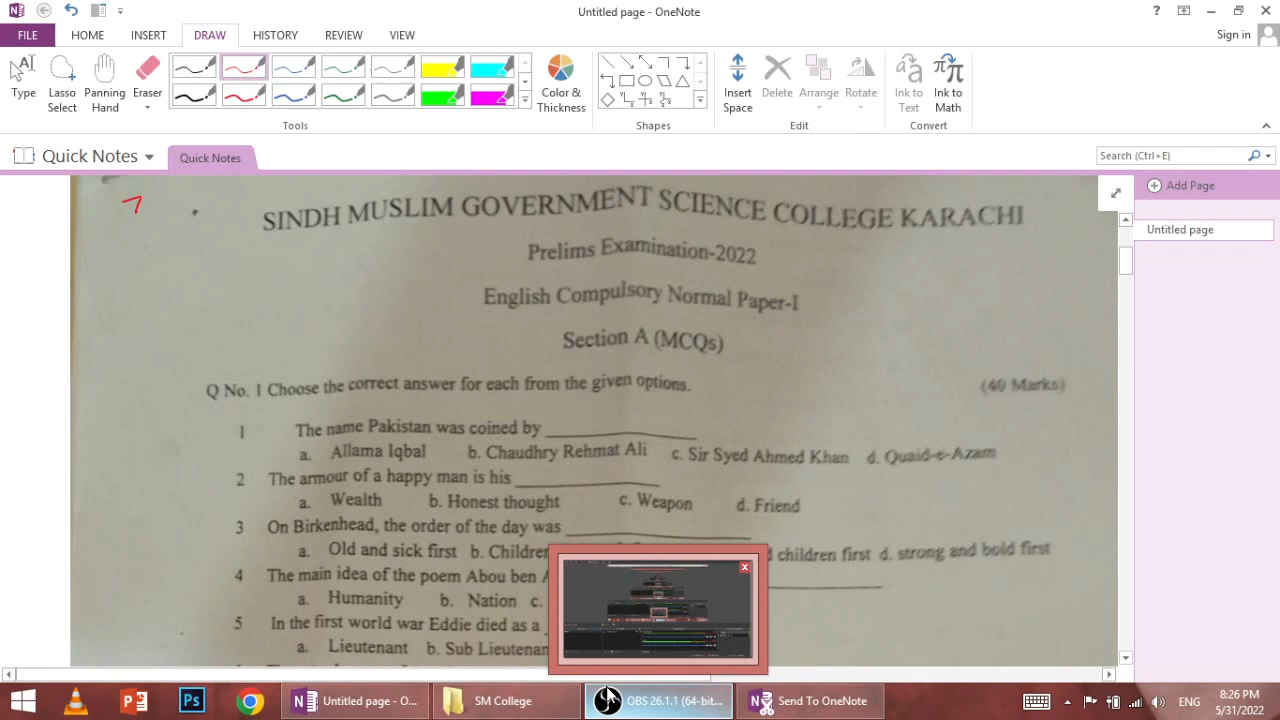 Untitled page - OneNote
?
Sign in
FILE HOME INSERT DRAW HISTORY REVIEW VIEW
Type
Lasso Select
Panning Hand
Eraser
Color & Thickness
Insert Space
Delete
Arrange
Rotate
Ink to Text
Ink to Math
Tools
Shapes
Edit
Convert
Quick Notes
Quick Notes
Search (Ctrl+E)
Add Page
Untitled page
SINDH MUSLIM GOVERNMENT SCIENCE COLLEGE KARACHI
Prelims Examination-2022
English Compulsory Normal Paper-I
Section A (MCQs)
Q No. 1 Choose the correct answer for each from the given options. (40 Marks)
1 The name Pakistan was coined by
a. Allama Iqbal b. Chaudhry Rehmat Ali c. Sir Syed Ahmed Khan d. Quaid-e-Azam
2 The armour of a happy man is his
a. Wealth b. Honest thought c. Weapon d. Friend
3 On Birkenhead, the order of the day was
a. Old and sick first b. Children children first d. strong and bold first
4 The main idea of the poem Abou ben
a. Humanity b. Nation c.
5 In the first world war Eddie died as a
a. Lieutenant b. Sub Lieutenant
Untitled page - O...
SM College
OBS 26.1.1 (64-bit...
Send To OneNote
ENG
8:26 PM
5/31/2022